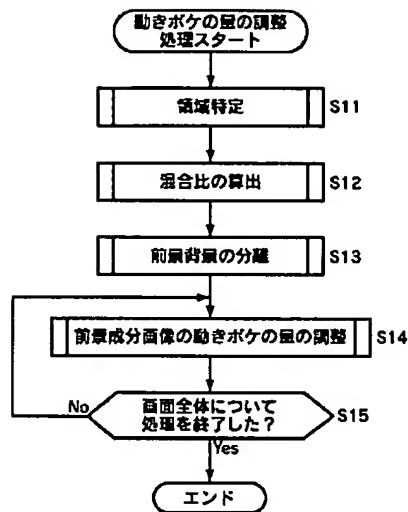 動きボケの量の調整
処理スタート
領域特定 S11
混合比の算出 S12
前景背景の分離 S13
前景成分画像の動きボケの量の調整 S14
No 画面全体について S15
処理を終了した？
Yes
エンド